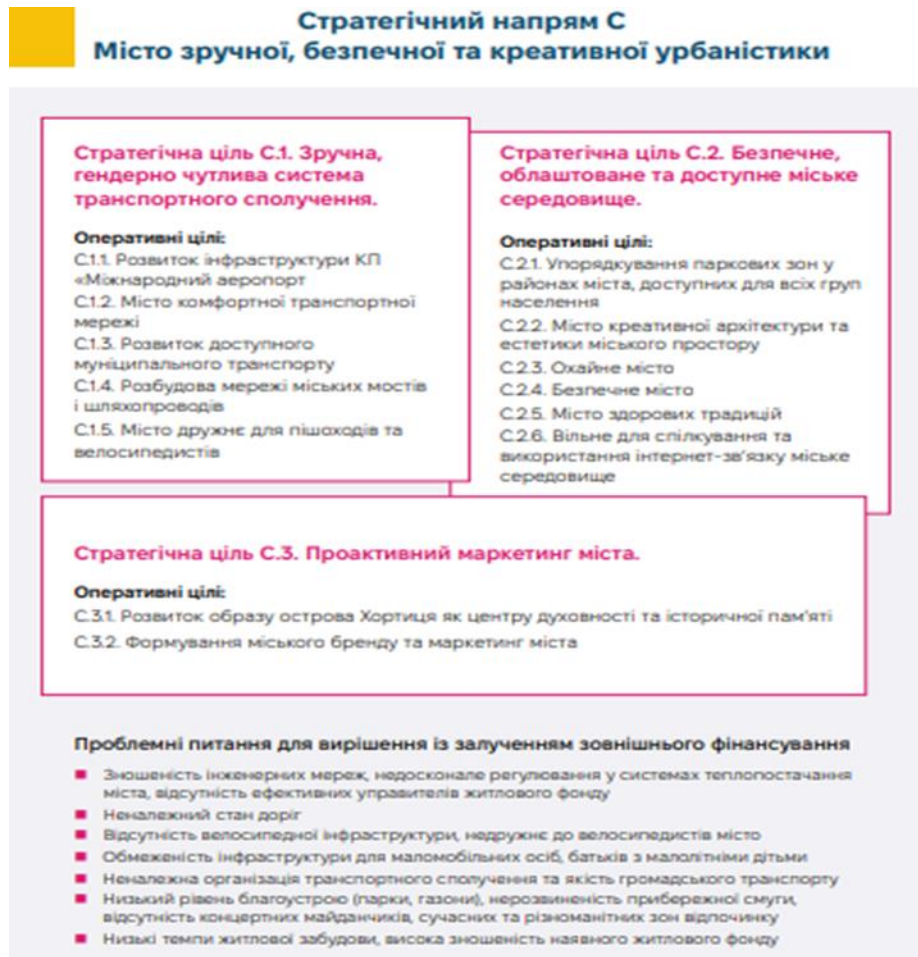 Стратегічний напрям С
Місто зручної, безпечної та креативної урбаністики
Стратегічна ціль С.1. Зручна,
гендерно чутлива система
транспортного сполучення.
Оперативні цілі:
С.1.1. Розвиток інфраструктури КП
«Міжнародний аеропорт
С.1.2. Місто комфортної транспортної
мережі
С.1.3. Розвиток доступного
муніципального транспорту
С.1.4. Розбудова мережі міських мостів
і шляхопроводів
С.1.5. Місто дружнє для пішоходів та
велосипедистів
Стратегічна ціль С.2. Безпечне,
облаштоване та доступне міське
середовище.
Оперативні цілі:
С.2.1. Упорядкування паркових зон у
районах міста, доступних для всіх груп
населення
С.2.2. Місто креативної архітектури та
естетики міського простору
С.2.3. Охайне місто
С.2.4. Безпечне місто
С.2.5. Місто здорових традицій
С.2.6. Вільне для спілкування та
використання інтернет-зв'язку міське
середовище
Стратегічна ціль С.3. Проактивний маркетинг міста.
Оперативні цілі:
С.3.1. Розвиток образу острова Хортиця як центру духовності та історичної пам'яті
С.3.2. Формування міського бренду та маркетинг міста
Проблемні питання для вирішення із залученням зовнішнього фінансування
Зношеність інженерних мереж, недосконале регулювання у системах теплопостачання
міста, відсутність ефективних управителів житлового фонду
Неналежний стан доріг
Відсутність велосипедної інфраструктури, недружнє до велосипедистів місто
Обмеженість інфраструктури для маломобільних осіб, батьків з малолітніми дітьми
Неналежна організація транспортного сполучення та якість громадського транспорту
Низький рівень благоустрою (парки, газони), нерозвиненість прибережної смуги,
відсутність концертних майданчиків, сучасних та різноманітних зон відпочинку
Низькі темпи житлової забудови, висока зношеність наявного житлового фонду